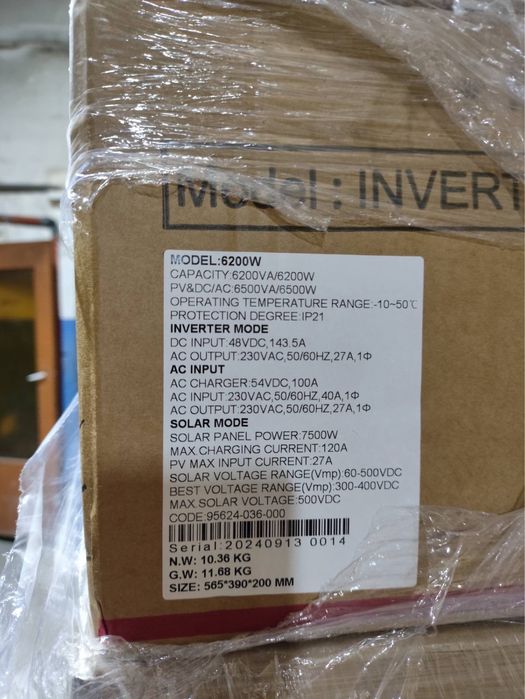 Model : INVERT
MODEL:6200W
CAPACITY:6200VA/6200W
PV&DC/AC:6500VA/6500W
OPERATING TEMPERATURE RANGE:-10~50℃
PROTECTION DEGREE:IP21
INVERTER MODE
DC INPUT:48VDC,143.5A
AC OUTPUT:230VAC,50/60HZ,27A,1Φ
AC INPUT
AC CHARGER:54VDC,100A
AC INPUT:230VAC,50/60HZ,40A,1Φ
AC OUTPUT:230VAC,50/60HZ,27A,1Φ
SOLAR MODE
SOLAR PANEL POWER:7500W
MAX.CHARGING CURRENT:120A
PV MAX INPUT CURRENT:27A
SOLAR VOLTAGE RANGE(Vmp):60-500VDC
BEST VOLTAGE RANGE(Vmp):300-400VDC
MAX.SOLAR VOLTAGE:500VDC
CODE:95624-036-000
Serial:20240913 0014
N.W: 10.36 KG
G.W: 11.68 KG
SIZE: 565*390*200 MM